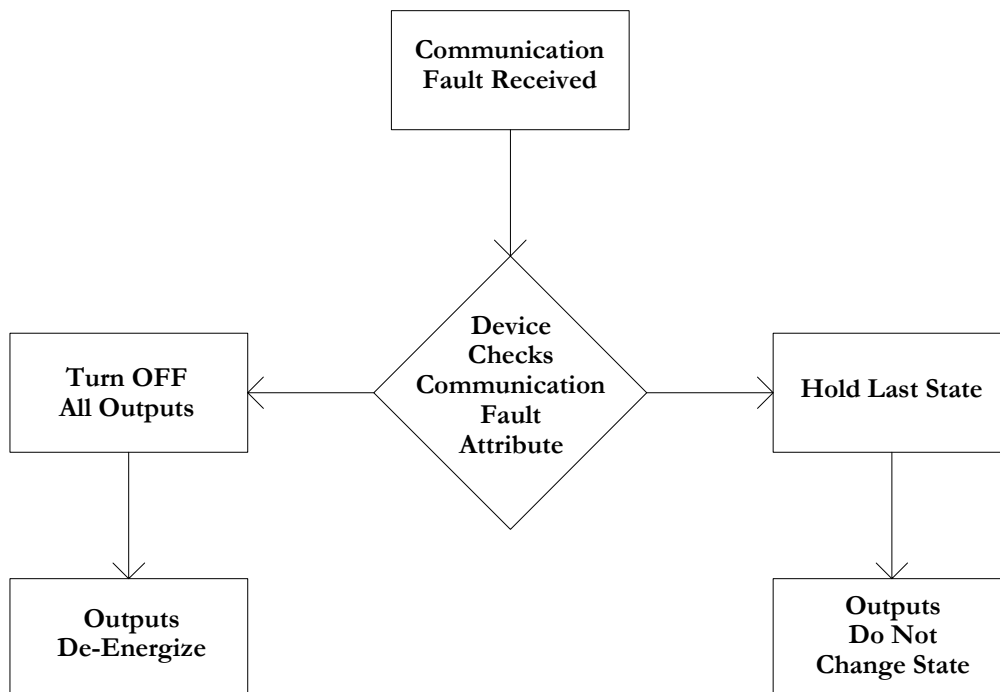 Communication
Fault Received
Device
Checks
Communication
Fault
Attribute
Turn OFF
All Outputs
Hold Last State
Outputs
De-Energize
Outputs
Do Not
Change State